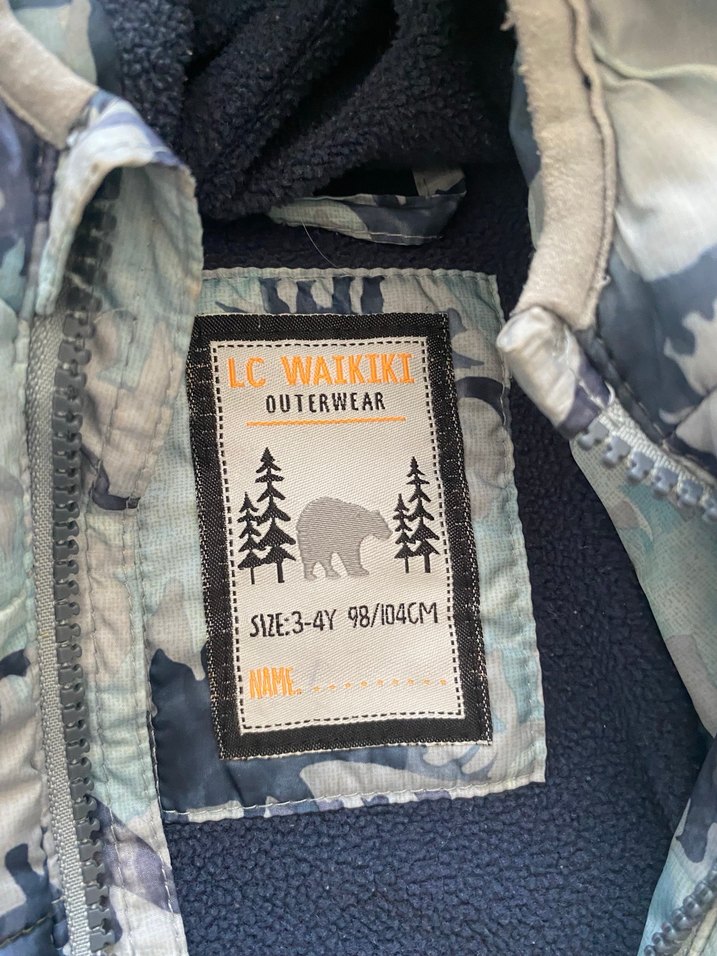 LC WAIKIKI
OUTERWEAR
SIZE:3-4Y 98/104CM
NAME. . . . . . . . . .